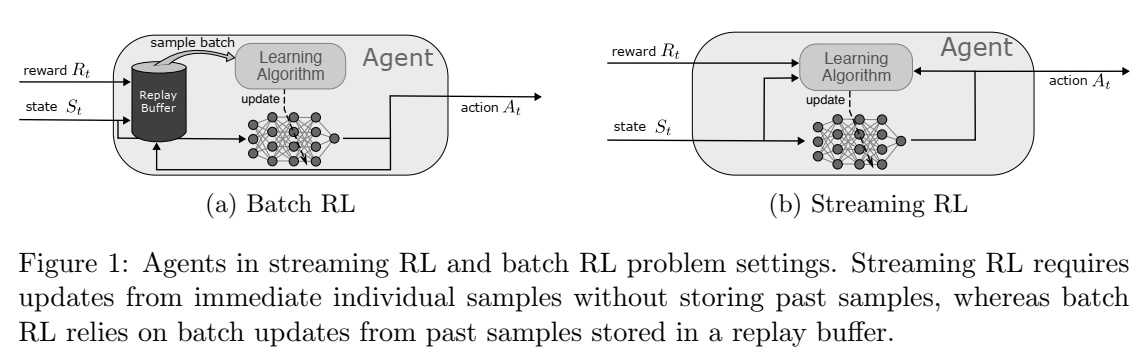 sample batch
Learning
Algorithm
Agent
reward R_t
Replay
Buffer
state S_t
update
action A_t
(a) Batch RL
reward R_t
Learning
Algorithm
Agent
action A_t
update
state S_t
(b) Streaming RL
Figure 1: Agents in streaming RL and batch RL problem settings. Streaming RL requires
updates from immediate individual samples without storing past samples, whereas batch
RL relies on batch updates from past samples stored in a replay buffer.